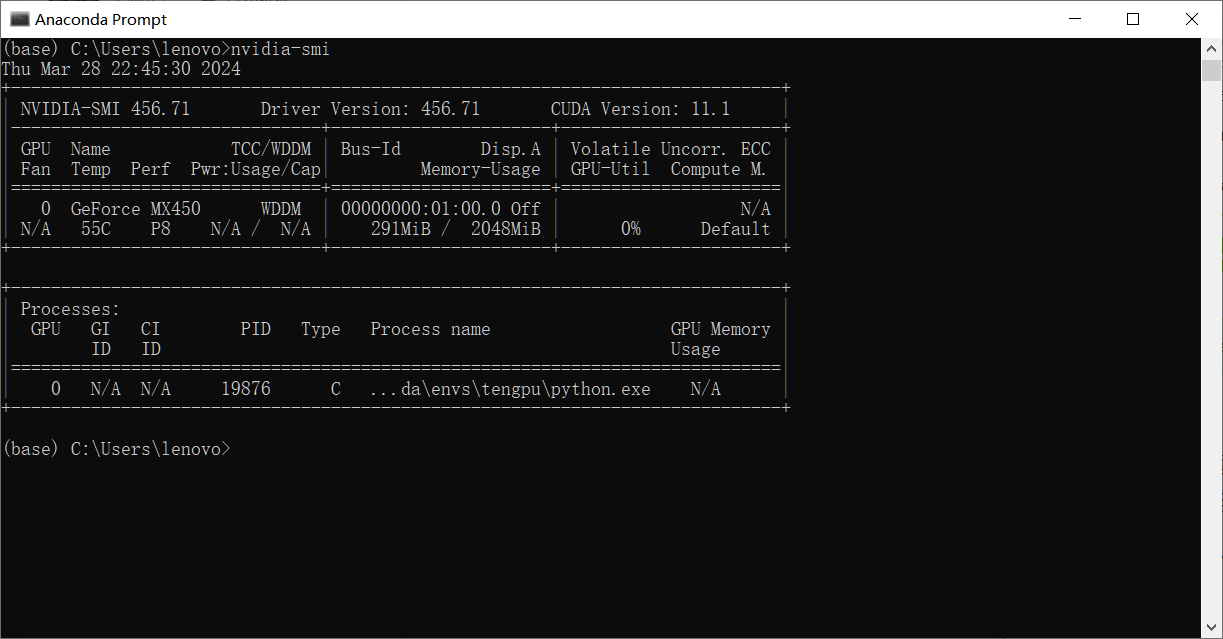 Anaconda Prompt
(base) C:\Users\lenovo>nvidia-smi
Thu Mar 28 22:45:30 2024
NVIDIA-SMI 456.71 Driver Version: 456.71 CUDA Version: 11.1
GPU Name TCC/WDDM | Bus-Id Disp.A | Volatile Uncorr. ECC
Fan Temp Perf Pwr:Usage/Cap| Memory-Usage | GPU-Util Compute M.
0 GeForce MX450 WDDM | 00000000:01:00.0 Off | N/A
N/A 55C P8 N/A / N/A | 291MiB / 2048MiB | 0% Default
Processes:
GPU GI CI PID Type Process name GPU Memory
ID ID Usage
0 N/A N/A 19876 C ...da\envs\tengpu\python.exe N/A
(base) C:\Users\lenovo>